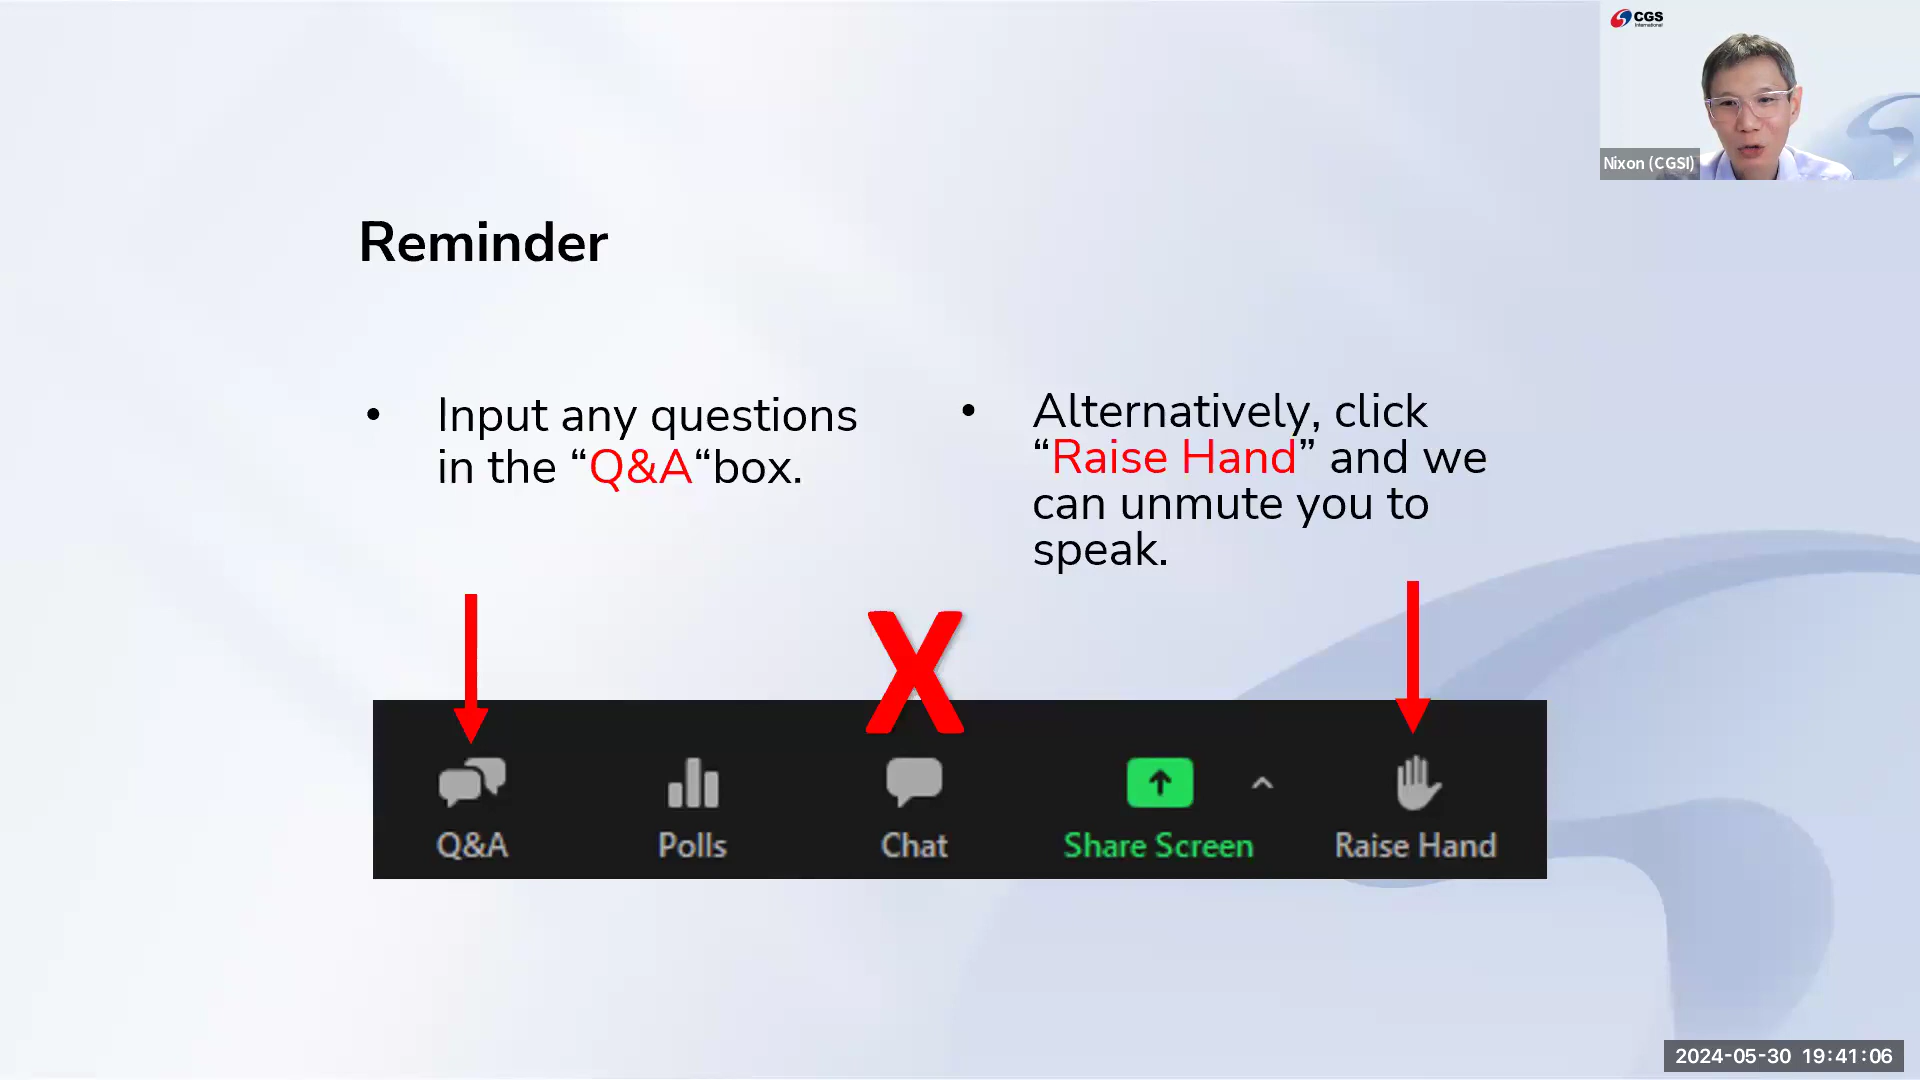 CGS
International
Nixon (CGSI)
Reminder
• Input any questions
in the “Q&A“box.
• Alternatively, click
“Raise Hand” and we
can unmute you to
speak.
X
Q&A
Polls
Chat
Share Screen
Raise Hand
2024-05-30 19:41:06